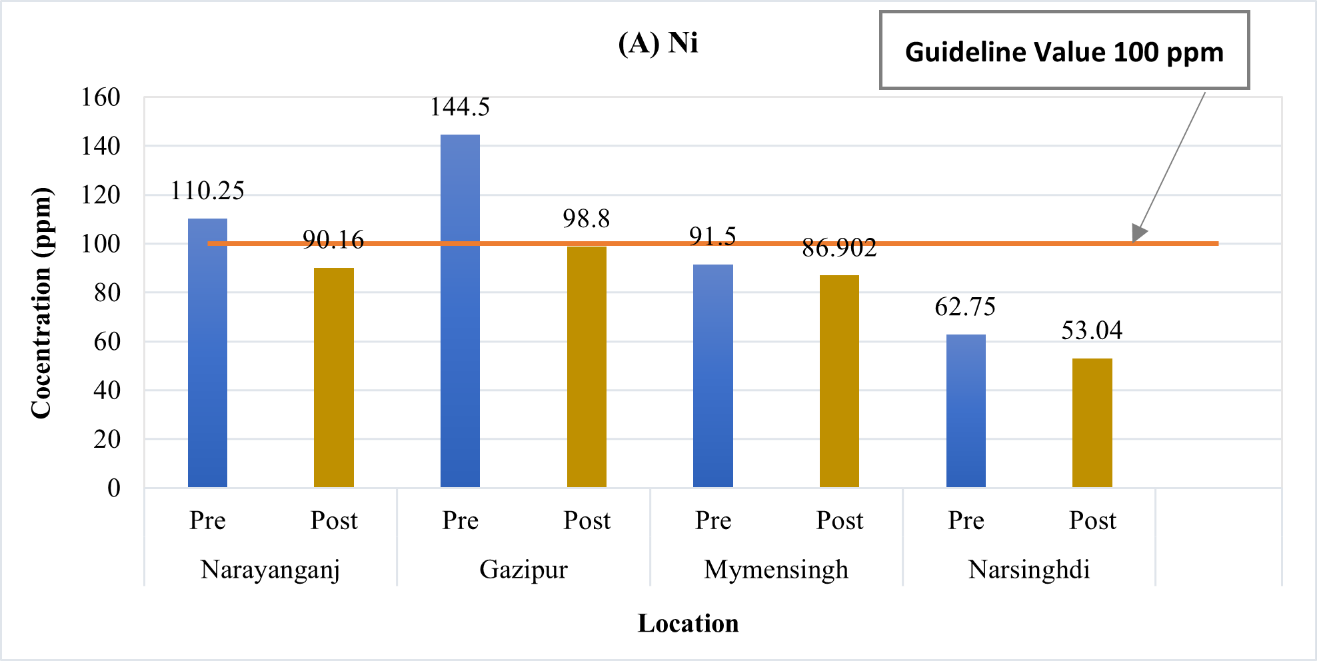 (A) Ni
Guideline Value 100 ppm
Cocentration (ppm)
160
140
120
100
80
60
40
20
0
110.25
90.16
144.5
98.8
91.5
86.902
62.75
53.04
Pre Post Pre Post Pre Post Pre Post
Narayanganj Gazipur Mymensingh Narsinghdi
Location